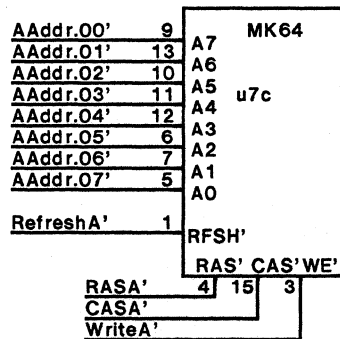 MK64
u7c
AAddr.00' 9 A7
AAddr.01' 13 A6
AAddr.02' 10 A5
AAddr.03' 11 A4
AAddr.04' 12 A3
AAddr.05' 6 A2
AAddr.06' 7 A1
AAddr.07' 5 A0
RefreshA' 1 RFSH'
RAS' CAS' WE'
RASA' 4 15 3
CASA'
WriteA'